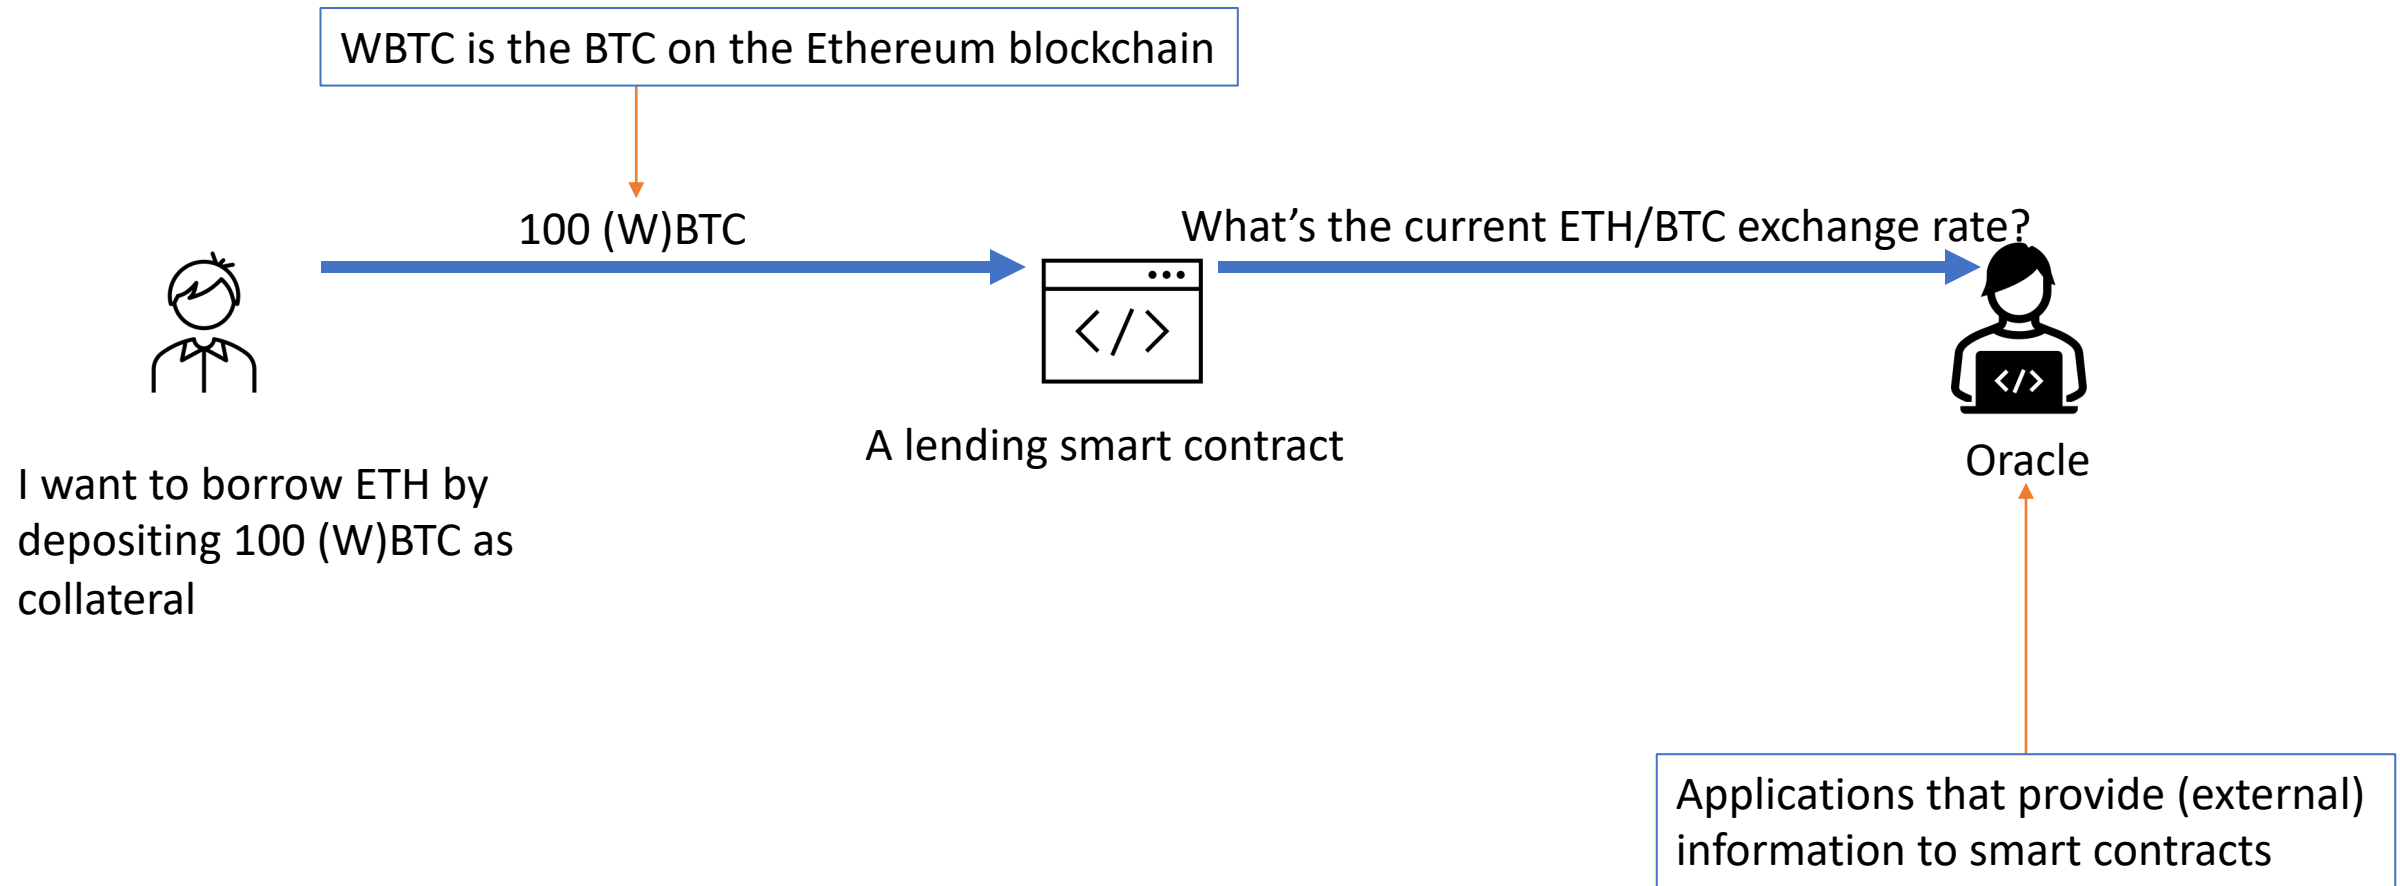 WBTC is the BTC on the Ethereum blockchain
100 (W)BTC
What’s the current ETH/BTC exchange rate?
</>
</>
A lending smart contract
Oracle
I want to borrow ETH by
depositing 100 (W)BTC as
collateral
Applications that provide (external)
information to smart contracts